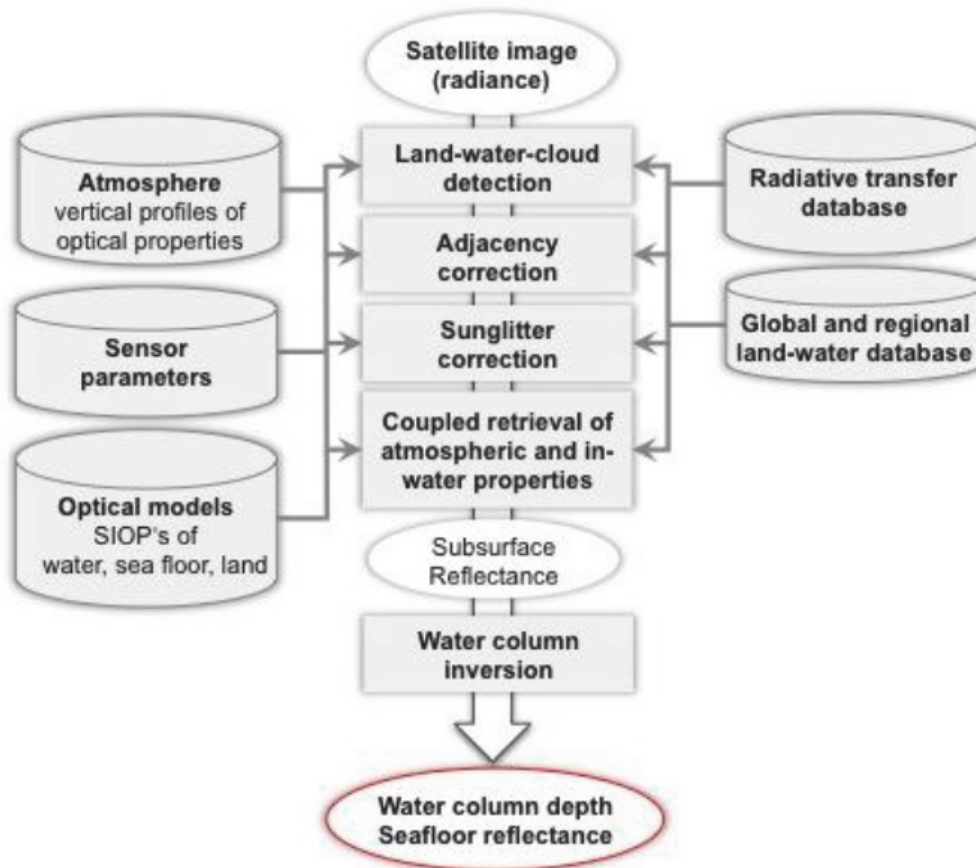 Satellite image
(radiance)
Land-water-cloud
detection
Atmosphere
vertical profiles of
optical properties
Radiative transfer
database
Adjacency
correction
Sensor
parameters
Sunglitter
correction
Global and regional
land-water database
Coupled retrieval of
atmospheric and in-
water properties
Optical models
SIOP's of
water, sea floor, land
Subsurface
Reflectance
Water column
inversion
Water column depth
Seafloor reflectance